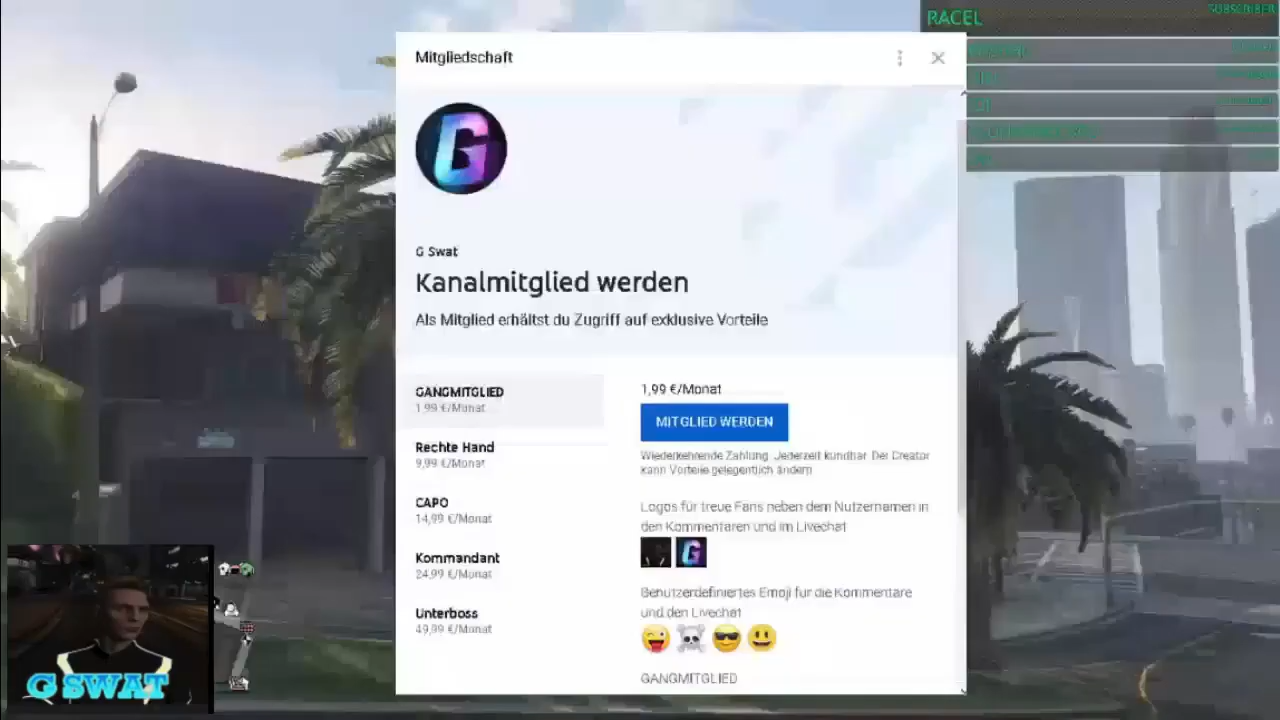 RACEL
SUBSCRIBER
Mitgliedschaft
G Swat
Kanalmitglied werden
Als Mitglied erhältst du Zugriff auf exklusive Vorteile
GANGMITGLIED
1,99 €/Monat
Rechte Hand
9,99 €/Monat
CAPO
14,99 €/Monat
Kommandant
24,99 €/Monat
Unterboss
49,99 €/Monat
1,99 €/Monat
MITGLIED WERDEN
Wiederkehrende Zahlung. Jederzeit kündbar. Der Creator
kann Vorteile gelegentlich ändern
Logos für treue Fans neben dem Nutzernamen in
den Kommentaren und im Livechat
G
Benutzerdefiniertes Emoji für die Kommentare
und den Livechat
GANGMITGLIED
G SWAT